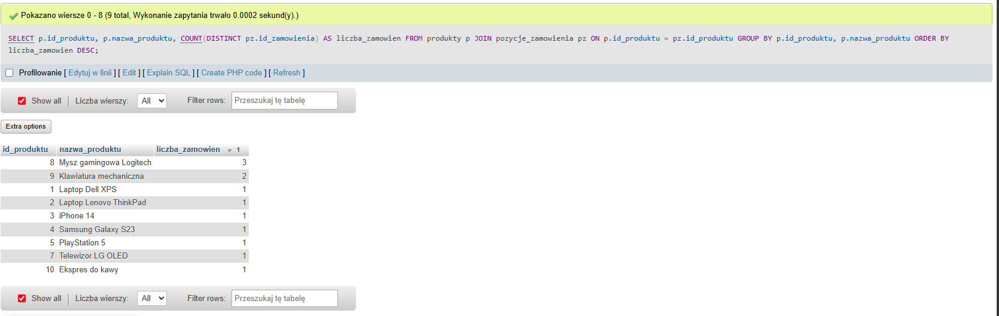 Pokazano wiersze 0 - 8 (9 total, Wykonanie zapytania trwało 0.0002 sekund(y).)
SELECT p.id_produktu, p.nazwa_produktu, COUNT(DISTINCT pz.id_zamowienia) AS liczba_zamowien FROM produkty p JOIN pozycje_zamowienia pz ON p.id_produktu = pz.id_produktu GROUP BY p.id_produktu, p.nazwa_produktu ORDER BY
liczba_zamowien DESC;
Profilowanie [ Edytuj w linii ] [ Edit ] [ Explain SQL ] [ Create PHP code ] [ Refresh ]
Show all | Liczba wierszy: All Filter rows: Przeszukaj tę tabelę
Extra options
id_produktu nazwa_produktu liczba_zamowien 1
8 Mysz gamingowa Logitech 3
9 Klawiatura mechaniczna 2
1 Laptop Dell XPS 1
2 Laptop Lenovo ThinkPad 1
3 iPhone 14 1
4 Samsung Galaxy S23 1
5 PlayStation 5 1
7 Telewizor LG OLED 1
10 Ekspres do kawy 1
Show all | Liczba wierszy: All Filter rows: Przeszukaj tę tabelę